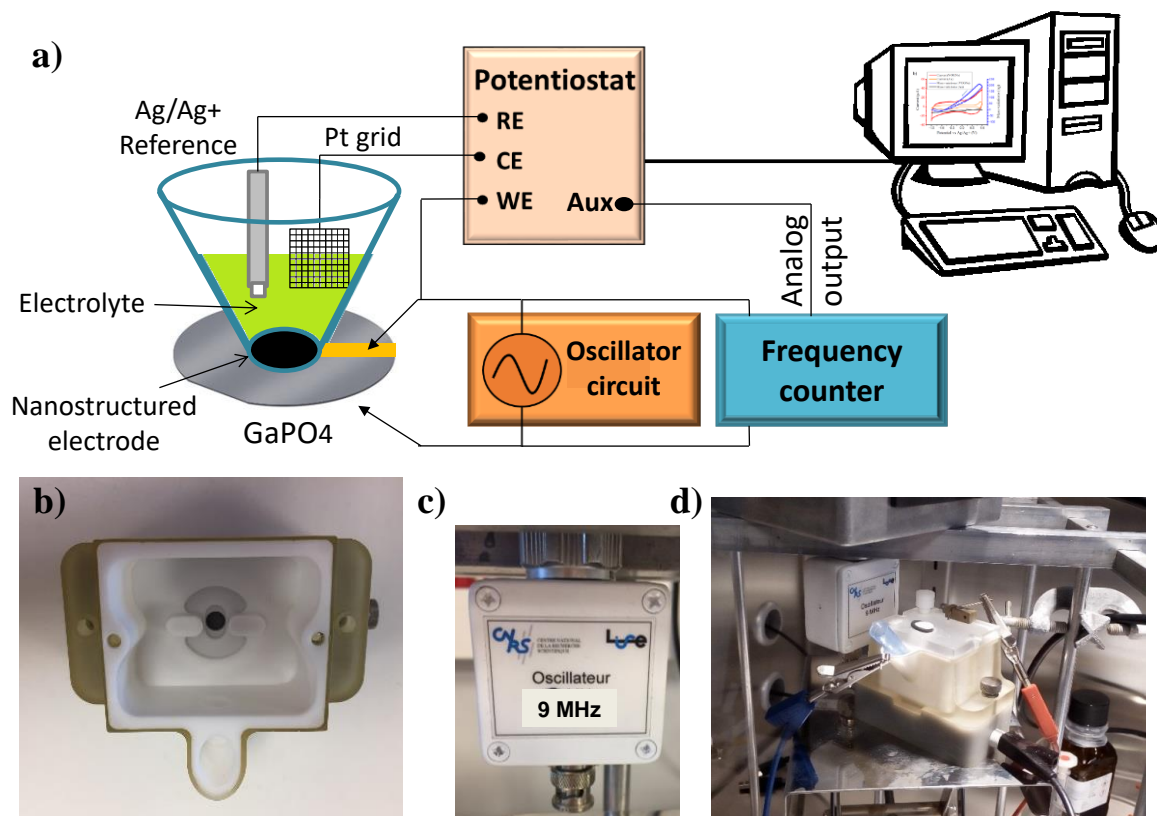 a)
Ag/Ag+
Reference
Pt grid
Potentiostat
RE
CE
WE
Aux
Electrolyte
Nanostructured
electrode
GaPO4
Analog
output
Oscillator
circuit
Frequency
counter
b)
c)
CNRS
CENTRE NATIONAL
DE LA RECHERCHE
SCIENTIFIQUE
Oscillateur
9 MHz
d)
Oscillateur